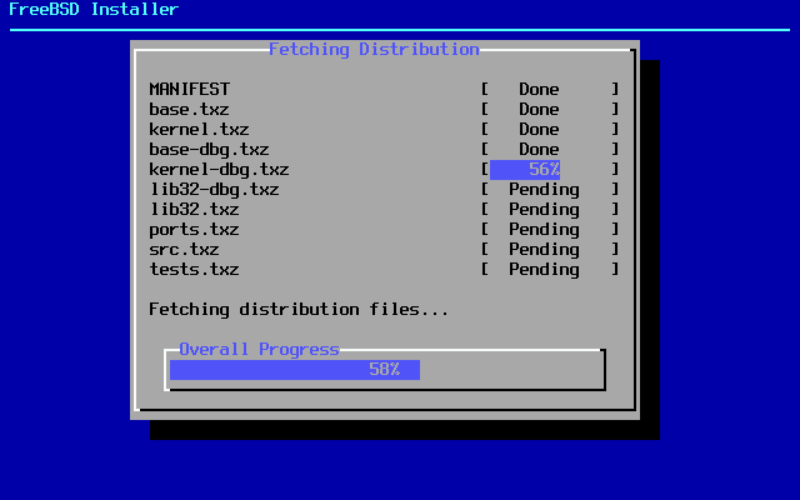 FreeBSD Installer
Fetching Distribution
MANIFEST [ Done ]
base.txz [ Done ]
kernel.txz [ Done ]
base-dbg.txz [ Done ]
kernel-dbg.txz [ 56% ]
lib32-dbg.txz [ Pending ]
lib32.txz [ Pending ]
ports.txz [ Pending ]
src.txz [ Pending ]
tests.txz [ Pending ]
Fetching distribution files...
Overall Progress
58%